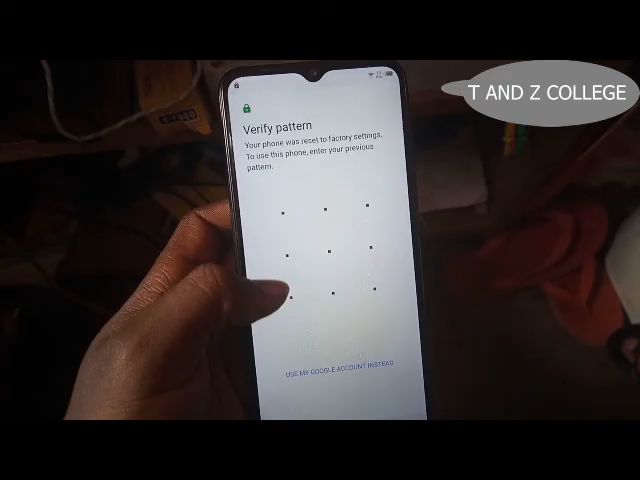 T AND Z COLLEGE
Verify pattern
Your phone was reset to factory settings.
To use this phone, enter your previous
pattern.
USE MY GOOGLE ACCOUNT INSTEAD